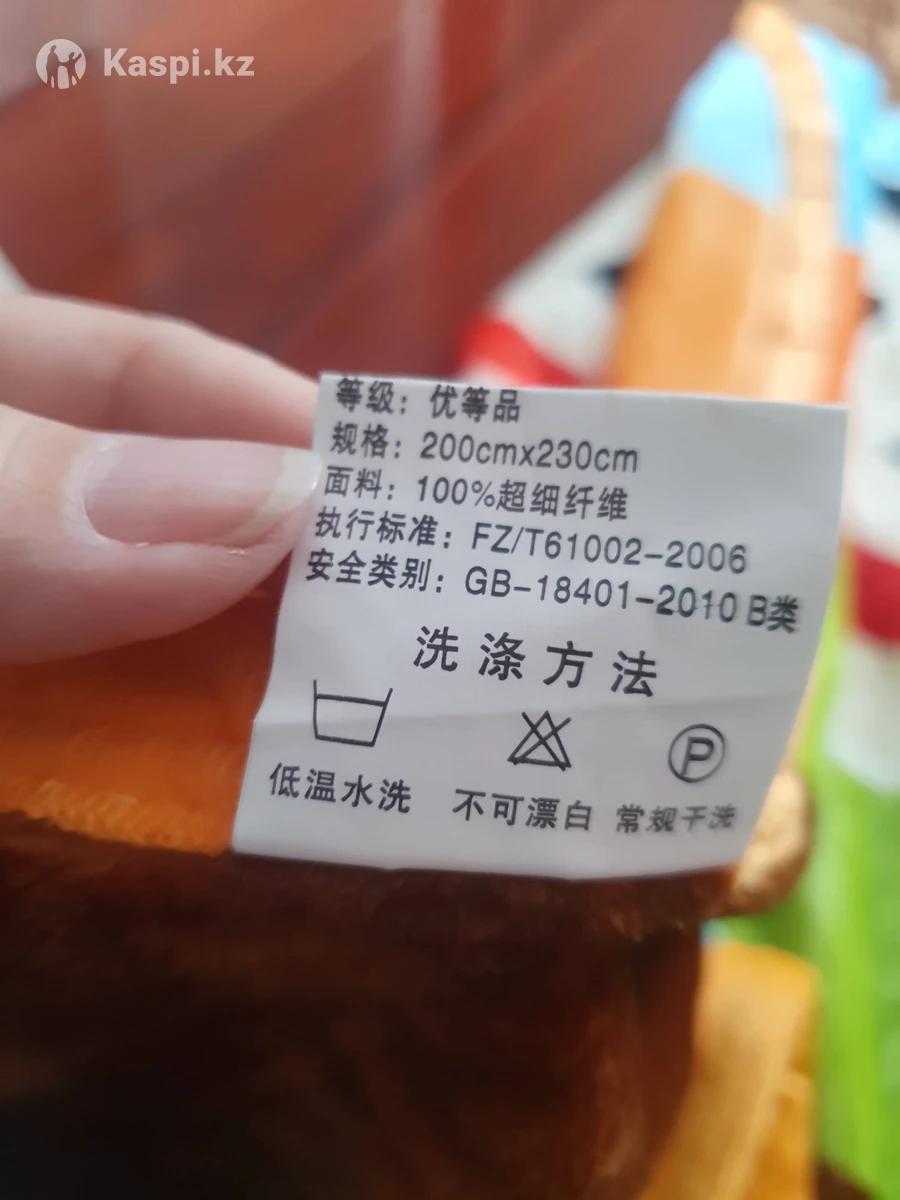 Kaspi.kz
等级：优等品
规格：200cmx230cm
面料：100%超细纤维
执行标准：FZ/T61002-2006
安全类别：GB-18401-2010 B类
洗涤方法
P
低温水洗 不可漂白 常规干洗